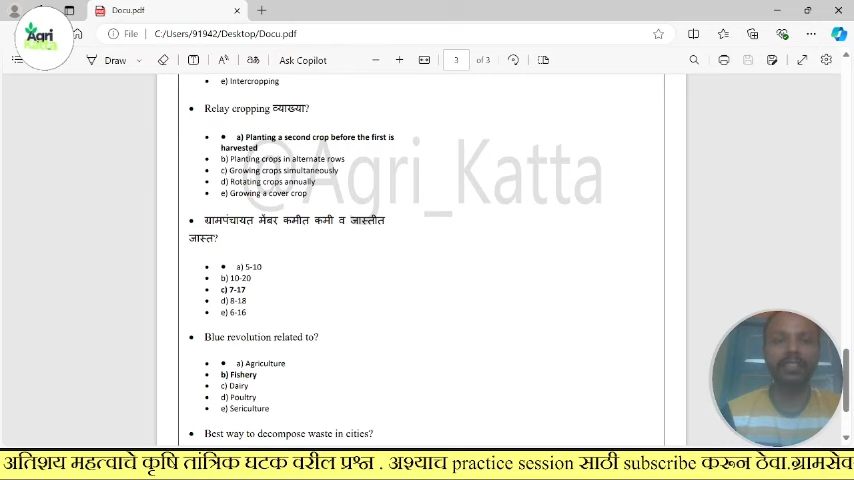 Docu.pdf
Agri
Katta
File
C:/Users/91942/Desktop/Docu.pdf
Draw
Ask Copilot
3
of 3
e) Intercropping
Relay cropping व्याख्या?
a) Planting a second crop before the first is
harvested
b) Planting crops in alternate rows
c) Growing crops simultaneously
d) Rotating crops annually
e) Growing a cover crop
@Agri_Katta
ग्रामपंचायत मेंबर कमीत कमी व जास्तीत
जास्त?
a) 5-10
b) 10-20
c) 7-17
d) 8-18
e) 6-16
Blue revolution related to?
a) Agriculture
b) Fishery
c) Dairy
d) Poultry
e) Sericulture
Best way to decompose waste in cities?
अतिशय महत्वाचे कृषि तांत्रिक घटक वरील प्रश्न . अश्याच practice session साठी subscribe करून ठेवा.ग्रामसेव